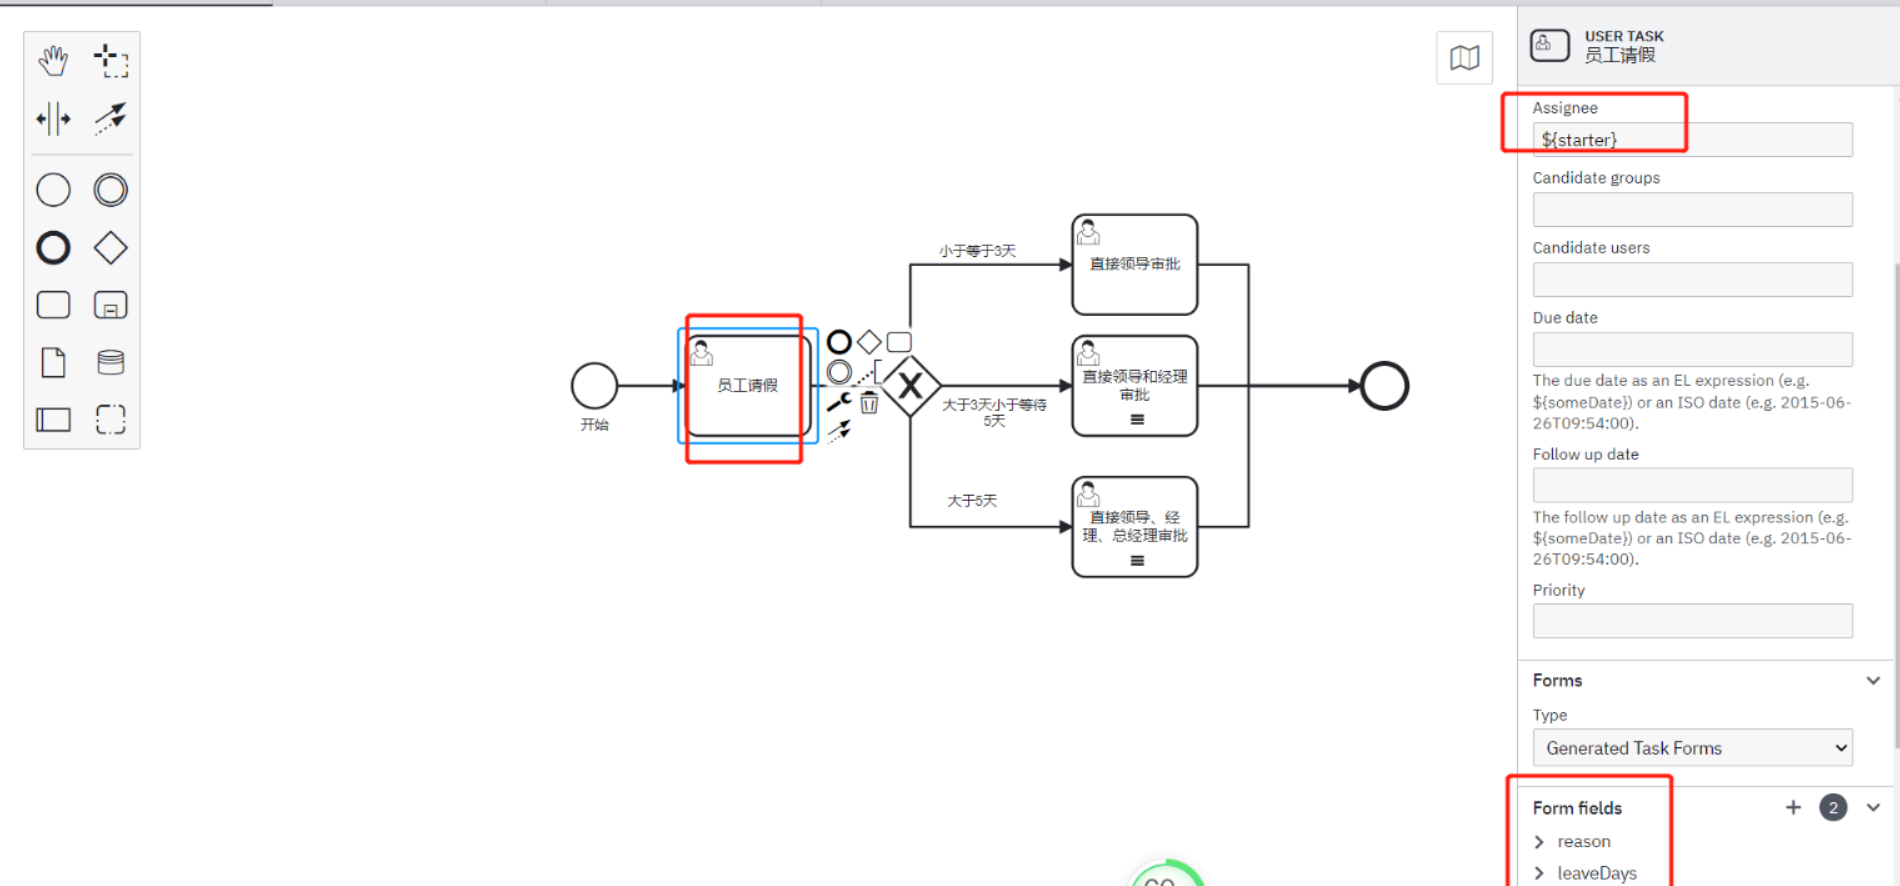 开始
员工请假
小于等于3天
大于3天小于等待
5天
大于5天
直接领导审批
直接领导和经理
审批
直接领导、经
理、总经理审批
USER TASK
员工请假
Assignee
${starter}
Candidate groups
Candidate users
Due date
The due date as an EL expression (e.g.
${someDate}) or an ISO date (e.g. 2015-06-
26T09:54:00).
Follow up date
The follow up date as an EL expression (e.g.
${someDate}) or an ISO date (e.g. 2015-06-
26T09:54:00).
Priority
Forms
Type
Generated Task Forms
Form fields
2
reason
leaveDays